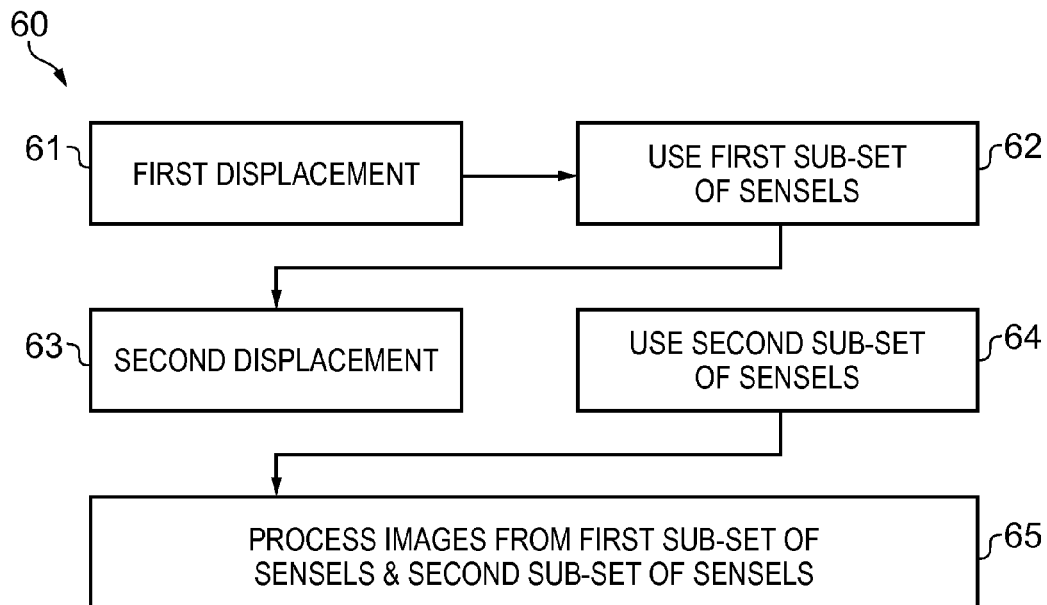 60
61
FIRST DISPLACEMENT
USE FIRST SUB-SET
OF SENSELS
62
63
SECOND DISPLACEMENT
USE SECOND SUB-SET
OF SENSELS
64
PROCESS IMAGES FROM FIRST SUB-SET OF
SENSELS & SECOND SUB-SET OF SENSELS
65